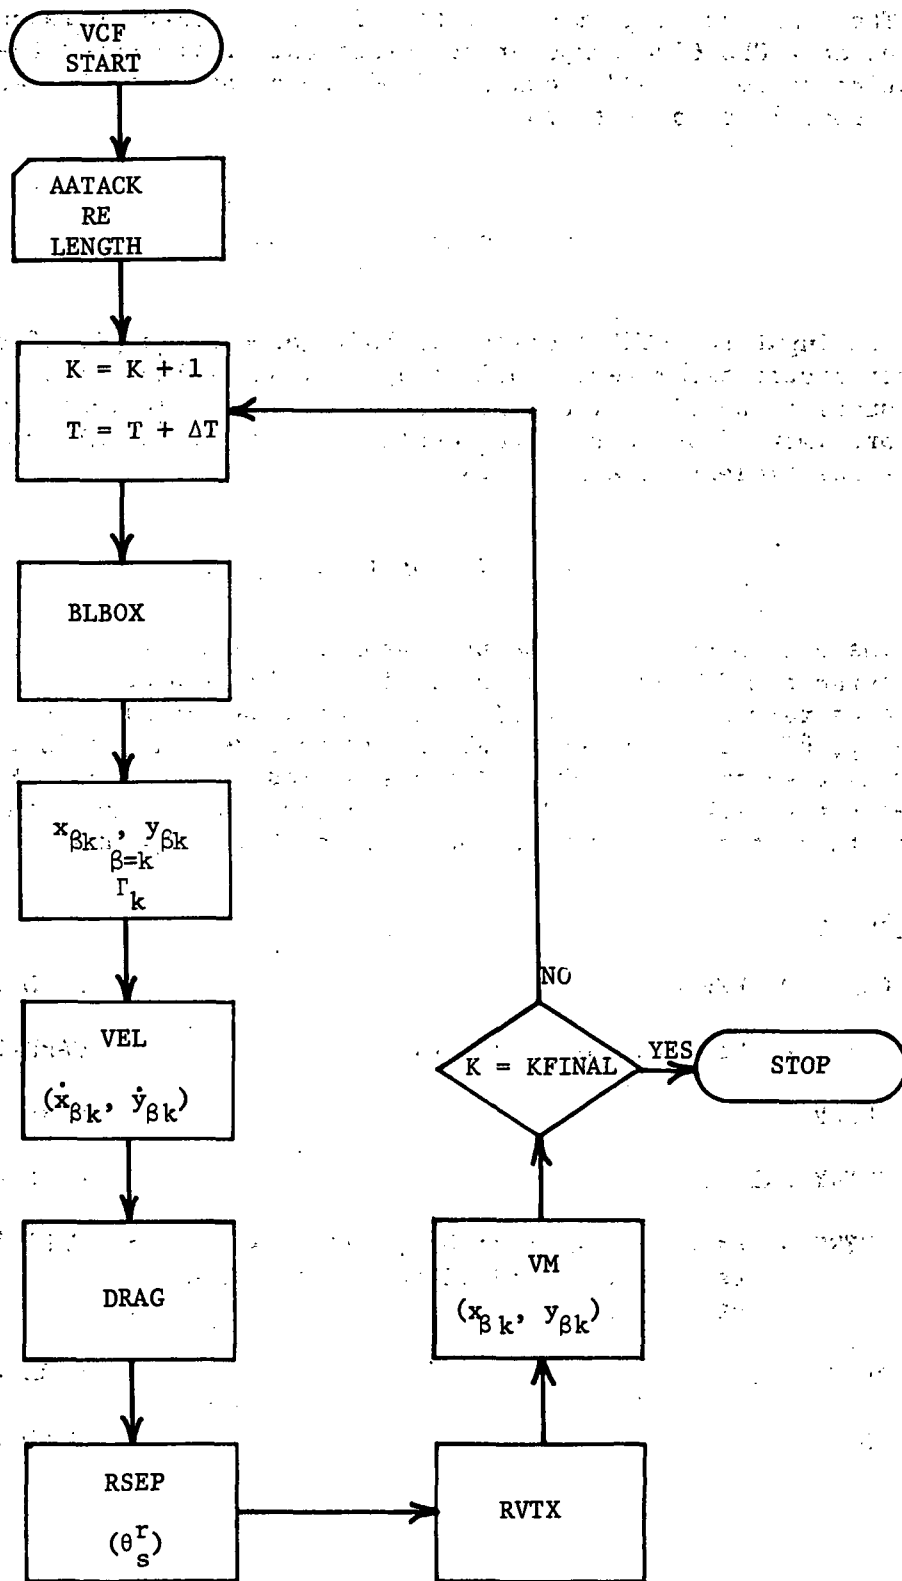 VCF
START
AATACK
RE
LENGTH
K = K + 1
T = T + ΔT
BLBOX
x_βk, y_βk
β=k
Γ_k
VEL
(ẋ_βk, ẏ_βk)
DRAG
RSEP
(θ_s^r)
RVTX
VM
(x_βk, y_βk)
K = KFINAL
NO
YES
STOP